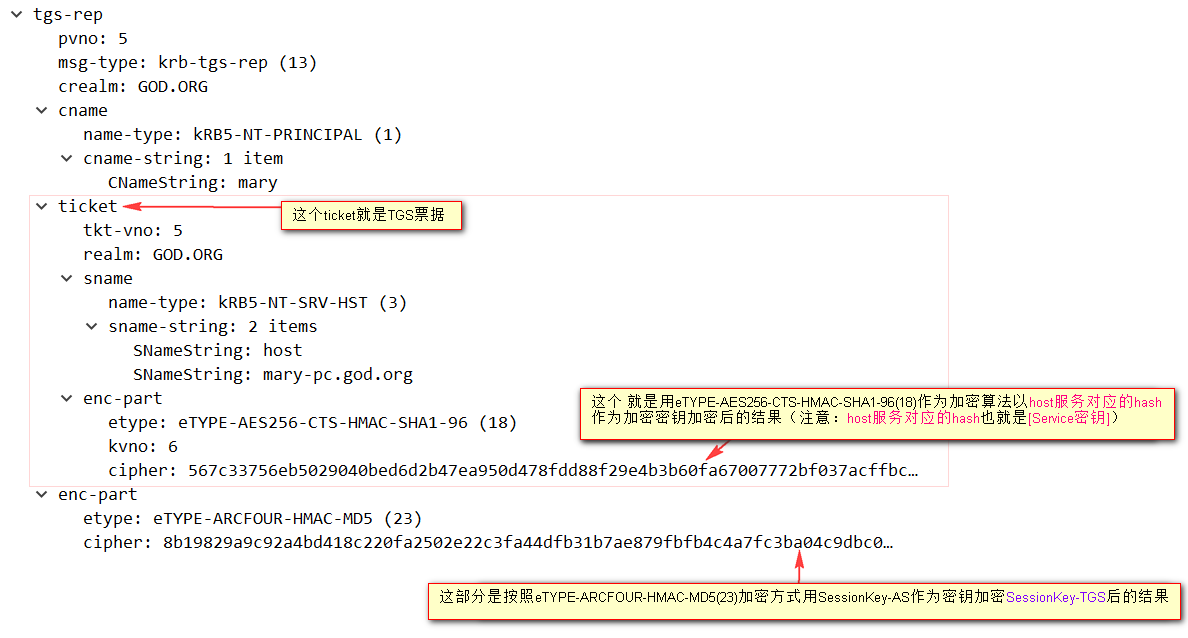 tgs-rep
pvno: 5
msg-type: krb-tgs-rep (13)
crealm: GOD.ORG
cname
name-type: kRB5-NT-PRINCIPAL (1)
cname-string: 1 item
CNameString: mary
ticket
这个ticket就是TGS票据
tkt-vno: 5
realm: GOD.ORG
sname
name-type: kRB5-NT-SRV-HST (3)
sname-string: 2 items
SNameString: host
SNameString: mary-pc.god.org
enc-part
这个 就是用eTYPE-AES256-CTS-HMAC-SHA1-96(18)作为加密算法以host服务对应的hash
作为加密密钥加密后的结果（注意：host服务对应的hash也就是[Service密钥]）
etype: eTYPE-AES256-CTS-HMAC-SHA1-96 (18)
kvno: 6
cipher: 567c33756eb5029040bed6d2b47ea950d478fdd88f29e4b3b60fa67007772bf037acffbc…
enc-part
etype: eTYPE-ARCFOUR-HMAC-MD5 (23)
cipher: 8b19829a9c92a4bd418c220fa2502e22c3fa44dfb31b7ae879fbfb4c4a7fc3ba04c9dbc0…
这部分是按照eTYPE-ARCFOUR-HMAC-MD5(23)加密方式用SessionKey-AS作为密钥加密SessionKey-TGS后的结果